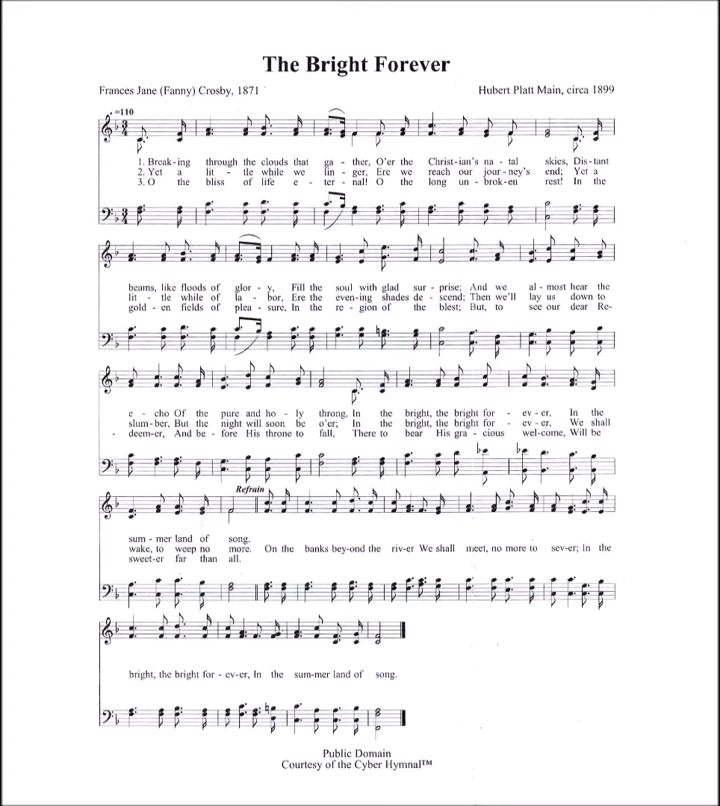 The Bright Forever
Frances Jane (Fanny) Crosby, 1871
Hubert Platt Main, circa 1899
=110
1. Break - ing through the clouds that ga - ther, O'er the Christ - ian's na - tal skies, Dis - tant
2. Yet a lit - tle while we lin - ger, Ere we reach our jour - ney's end; Yet a
3. O the bliss of life e - ter - nal! O the long un - brok - en rest! In the
beams, like floods of glor - y, Fill the soul with glad sur - prise; And we al - most hear the
lit - tle while of la - bor, Ere the even - ing shades de - scend; Then we'll lay us down to
gold - en fields of plea - sure, In the re - gion of the blest; But, to see our dear Re-
e - cho Of the pure and ho - ly throng, In the bright, the bright for - ev - er, In the
slum - ber, But the night will soon be o'er; In the bright, the bright for - ev - er, We shall
- deem - er, And be - fore His throne to fall, There to hear His gra - cious wel - come, Will be
Refrain
sum - mer land of song.
wake, to weep no more. On the banks bey - ond the riv - er We shall meet, no more to sev - er; In the
sweet - er far than all.
bright, the bright for - ev - er, In the sum - mer land of song.
Public Domain
Courtesy of the Cyber Hymnal™